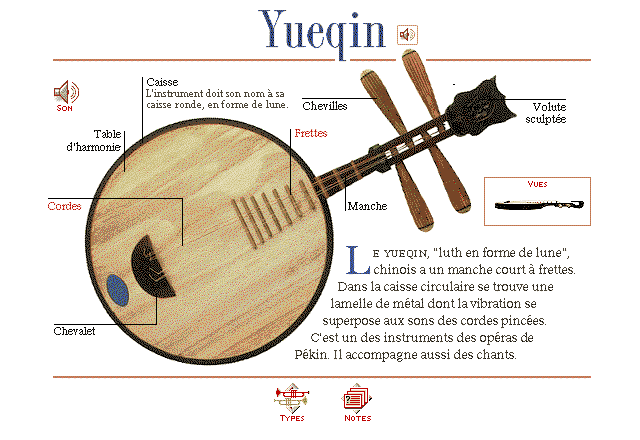 Yueqin
Son
Caisse
L'instrument doit son nom à sa
caisse ronde, en forme de lune.
Chevilles
Volute
sculptée
Table
d'harmonie
Frettes
Cordes
Manche
Vues
Chevalet
LE YUEQIN, "luth en forme de lune",
chinois a un manche court à frettes.
Dans la caisse circulaire se trouve une
lamelle de métal dont la vibration se
superpose aux sons des cordes pincées.
C'est un des instruments des opéras de
Pékin. Il accompagne aussi des chants.
Types
Notes